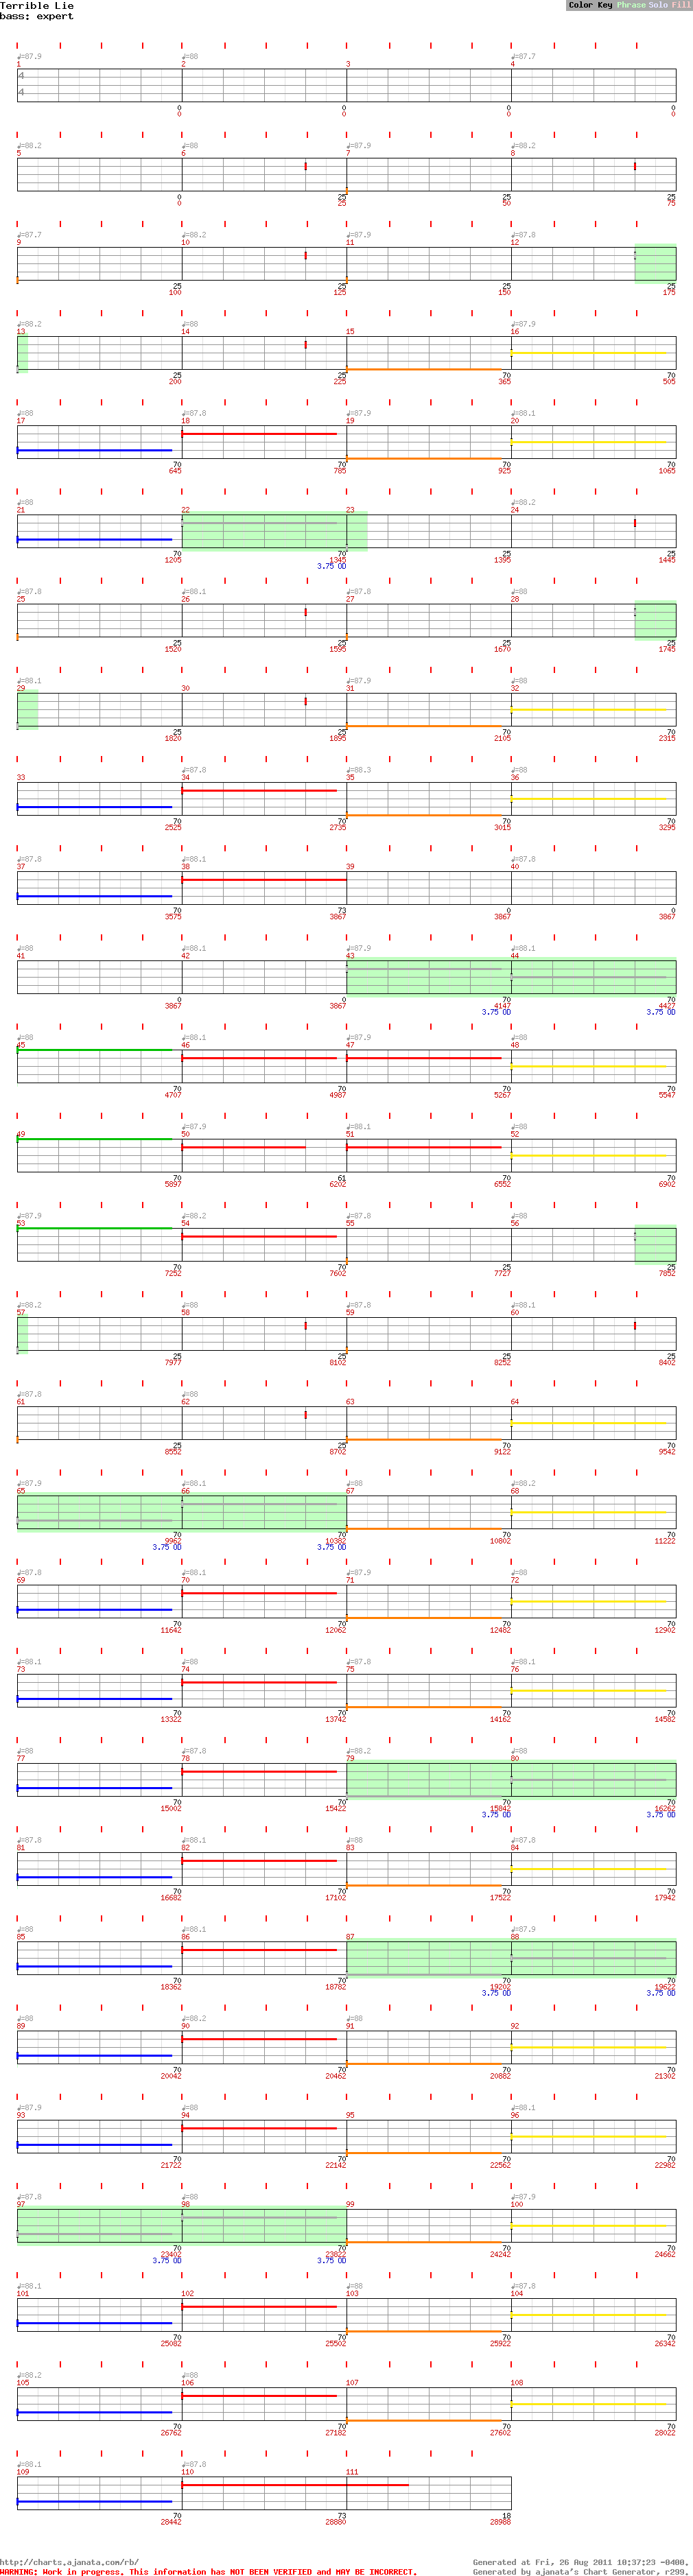 Terrible Lie
bass: expert
Color Key Phrase Solo Fill
♩=87.9 ♩=88 ♩=87.7
1 2 3 4
4
4
0 0 0 0
0 0 0 0
♩=88.2 ♩=88 ♩=87.9 ♩=88.2
5 6 7 8
0 25 25 25
0 25 50 75
♩=87.7 ♩=88.2 ♩=87.9 ♩=87.8
9 10 11 12
25 25 25 25
100 125 150 175
♩=88.2 ♩=88 ♩=87.9
13 14 15 16
25 25 70 70
200 225 365 505
♩=88 ♩=87.8 ♩=87.9 ♩=88.1
17 18 19 20
70 70 70 70
645 785 925 1065
♩=88 ♩=88.2
21 22 23 24
70 70 25 25
1205 1345 1395 1445
3.75 OD
♩=87.8 ♩=88.1 ♩=87.8 ♩=88
25 26 27 28
25 25 25 25
1520 1595 1670 1745
♩=88.1 ♩=87.9 ♩=88
29 30 31 32
25 25 70 70
1820 1895 2105 2315
♩=87.8 ♩=88.3 ♩=88
33 34 35 36
70 70 70 70
2525 2735 3015 3295
♩=87.8 ♩=88.1 ♩=87.8
37 38 39 40
70 73 0 0
3575 3867 3867 3867
♩=88 ♩=88.1 ♩=87.9 ♩=88.1
41 42 43 44
0 0 70 70
3867 3867 4147 4427
3.75 OD 3.75 OD
♩=88 ♩=88.1 ♩=87.9 ♩=88
45 46 47 48
70 70 70 70
4707 4987 5267 5547
♩=87.9 ♩=88.1 ♩=88
49 50 51 52
70 61 70 70
5897 6202 6552 6902
♩=87.9 ♩=88.2 ♩=87.8 ♩=88
53 54 55 56
70 70 25 25
7252 7602 7727 7852
♩=88.2 ♩=88 ♩=87.8 ♩=88.1
57 58 59 60
25 25 25 25
7977 8102 8252 8402
♩=87.8 ♩=88
61 62 63 64
25 25 70 70
8552 8702 9122 9542
♩=87.9 ♩=88.1 ♩=88 ♩=88.2
65 66 67 68
70 70 70 70
9962 10382 10802 11222
3.75 OD 3.75 OD
♩=87.8 ♩=88.1 ♩=87.9 ♩=88
69 70 71 72
70 70 70 70
11642 12062 12482 12902
♩=88.1 ♩=88 ♩=87.8 ♩=88.1
73 74 75 76
70 70 70 70
13322 13742 14162 14582
♩=88 ♩=87.8 ♩=88.2 ♩=88
77 78 79 80
70 70 70 70
15002 15422 15842 16262
3.75 OD 3.75 OD
♩=87.8 ♩=88.1 ♩=88 ♩=87.8
81 82 83 84
70 70 70 70
16682 17102 17522 17942
♩=88 ♩=88.1 ♩=87.9
85 86 87 88
70 70 70 70
18362 18782 19202 19622
3.75 OD 3.75 OD
♩=88 ♩=88.2 ♩=88
89 90 91 92
70 70 70 70
20042 20462 20882 21302
♩=87.9 ♩=88 ♩=88.1
93 94 95 96
70 70 70 70
21722 22142 22562 22982
♩=87.8 ♩=88 ♩=87.9
97 98 99 100
70 70 70 70
23402 23822 24242 24662
3.75 OD 3.75 OD
♩=88.1 ♩=88 ♩=87.8
101 102 103 104
70 70 70 70
25082 25502 25922 26342
♩=88.2 ♩=88
105 106 107 108
70 70 70 70
26762 27182 27602 28022
♩=88.1 ♩=87.8
109 110 111
70 73 18
28442 28880 28988
http://charts.ajanata.com/rb/ Generated at Fri, 26 Aug 2011 18:37:23 -0400.
WARNING: Work in progress. This information has NOT BEEN VERIFIED and MAY BE INCORRECT. Generated by ajanata's Chart Generator, r299.